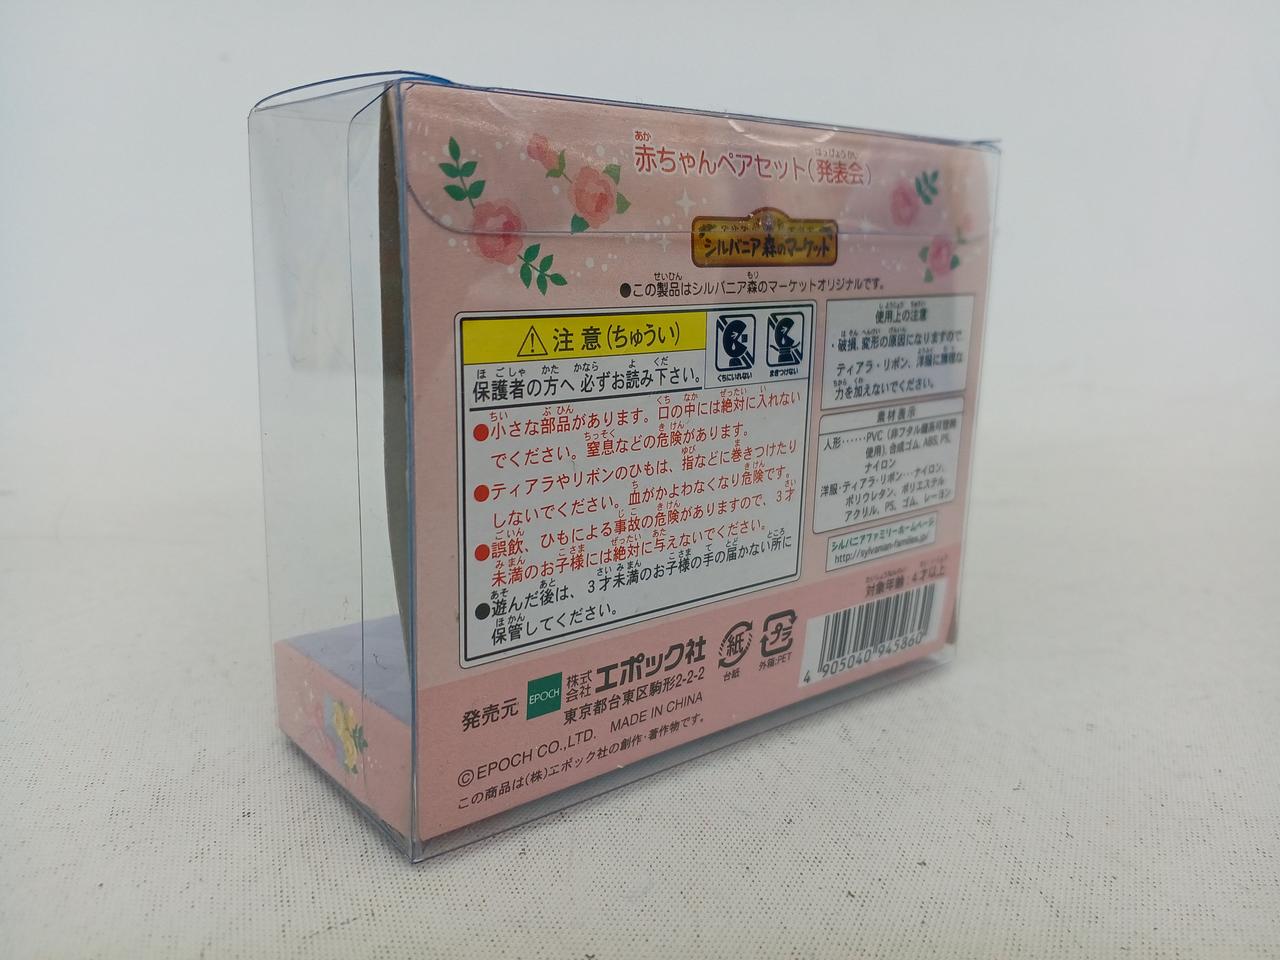 赤ちゃんペアセット(発表会)
シルバニア森のマーケット
●この製品はシルバニア森のマーケットオリジナルです。
注意(ちゅうい)
保護者の方へ 必ずお読み下さい。
くちにいれない
まきつけない
●小さな部品があります。口の中には絶対に入れない
でください。窒息などの危険があります。
●ティアラやリボンのひもは、指などに巻きつけたり
しないでください。血がかよわなくなり危険です。
●誤飲、ひもによる事故の危険がありますので、3才
未満のお子様には絶対に与えないでください。
●遊んだ後は、3才未満のお子様の手の届かない所に
保管してください。
使用上の注意
・破損、変形の原因になりますので、
ティアラ・リボン、洋服に無理な
力を加えないでください。
素材表示
人形……PVC(非フタル酸系可塑剤
使用)、合成ゴム、ABS、PS、
ナイロン
洋服・ティアラ・リボン…ナイロン、
ポリウレタン、ポリエステル
アクリル、PS、ゴム、レーヨン
シルバニアファミリーホームページ
http://sylvanian-families.jp/
対象年齢:4才以上
4 905040 945860
発売元 EPOCH 株式会社エポック社
東京都台東区駒形2-2-2
紙
台紙
プラ
外箱:PET
©EPOCH CO.,LTD. MADE IN CHINA
この商品は(株)エポック社の創作・著作物です。